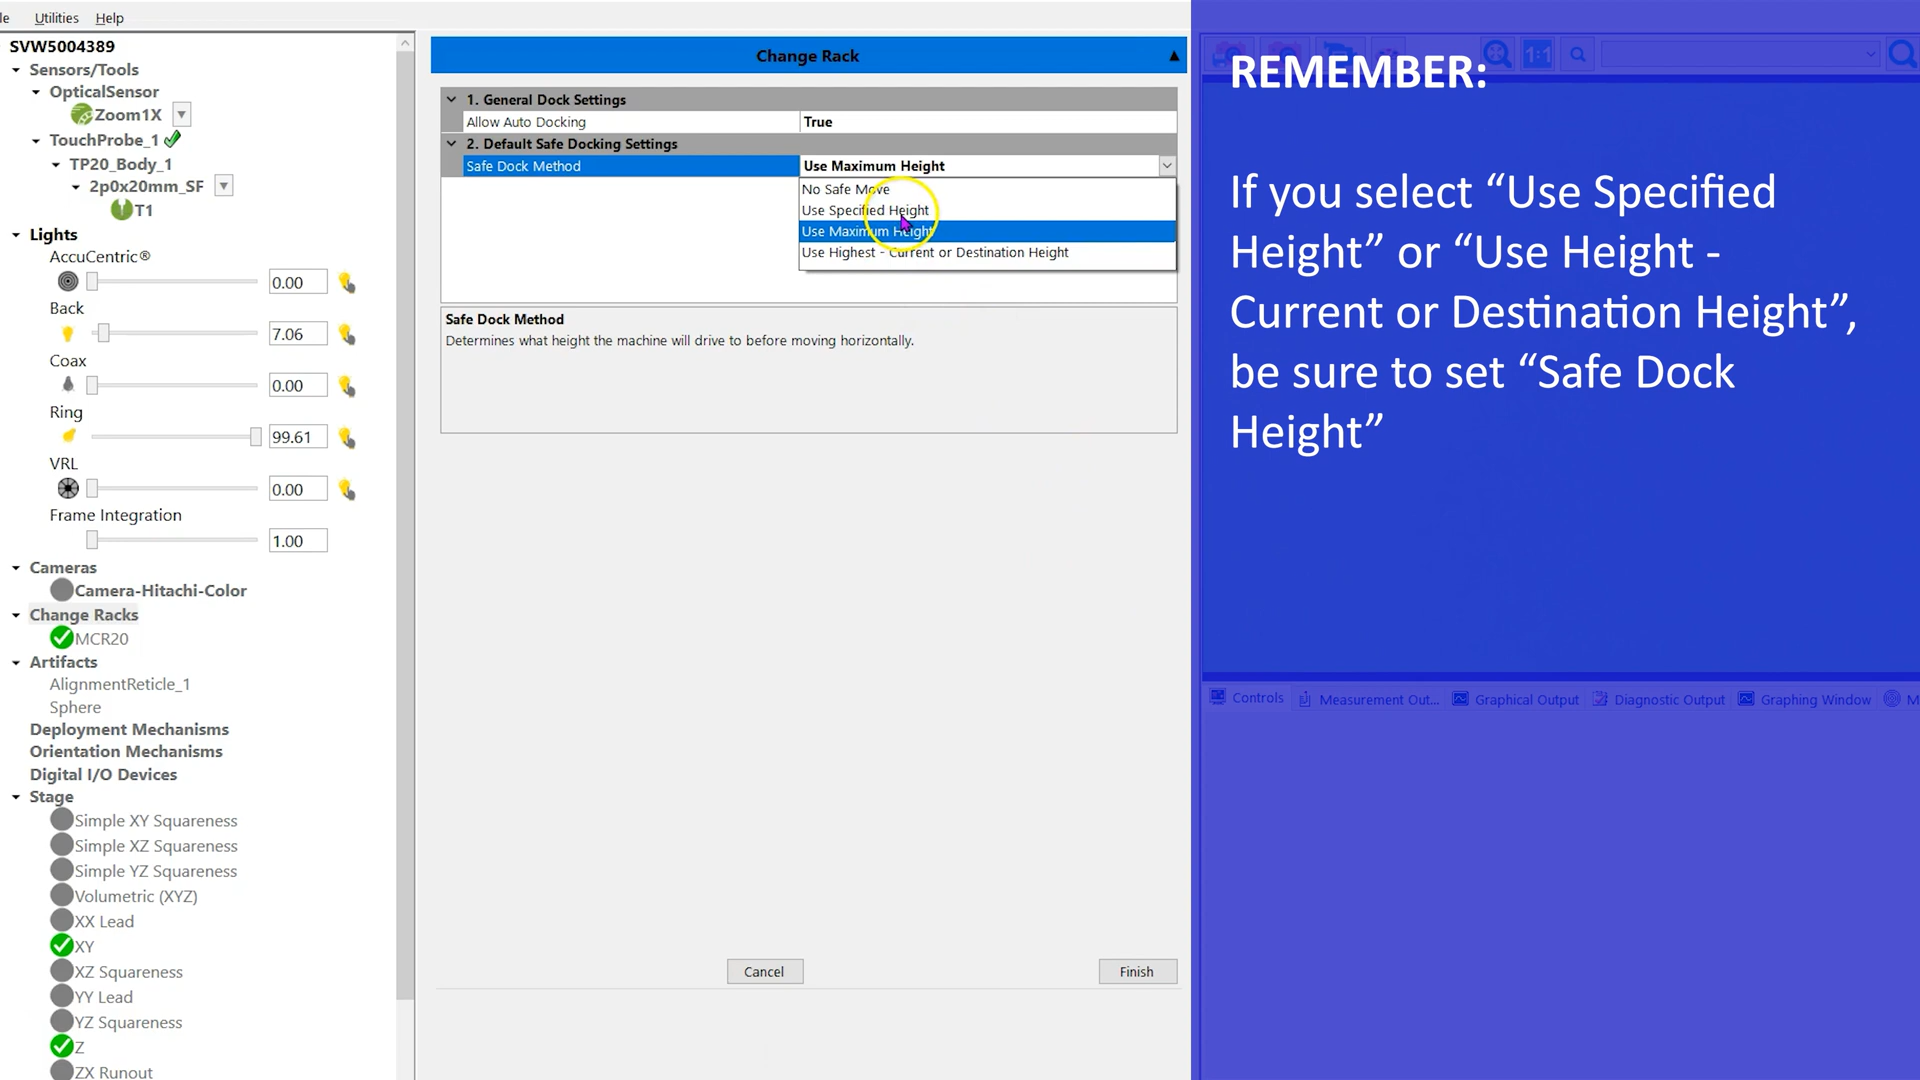 le Utilities Help
SVW5004389
Sensors/Tools
OpticalSensor
Zoom1X
TouchProbe_1
TP20_Body_1
2p0x20mm_SF
T1
Lights
AccuCentric®
0.00
Back
7.06
Coax
0.00
Ring
99.61
VRL
0.00
Frame Integration
1.00
Cameras
Camera-Hitachi-Color
Change Racks
MCR20
Artifacts
AlignmentReticle_1
Sphere
Deployment Mechanisms
Orientation Mechanisms
Digital I/O Devices
Stage
Simple XY Squareness
Simple XZ Squareness
Simple YZ Squareness
Volumetric (XYZ)
XX Lead
XY
XZ Squareness
YY Lead
YZ Squareness
Z
ZX Runout
Change Rack
1. General Dock Settings
Allow Auto Docking True
2. Default Safe Docking Settings
Safe Dock Method Use Maximum Height
No Safe Move
Use Specified Height
Use Maximum Height
Use Highest - Current or Destination Height
Safe Dock Method
Determines what height the machine will drive to before moving horizontally.
Cancel Finish
1:1
REMEMBER:
If you select “Use Specified
Height” or “Use Height -
Current or Destination Height”,
be sure to set “Safe Dock
Height”
Controls Measurement Out... Graphical Output Diagnostic Output Graphing Window M